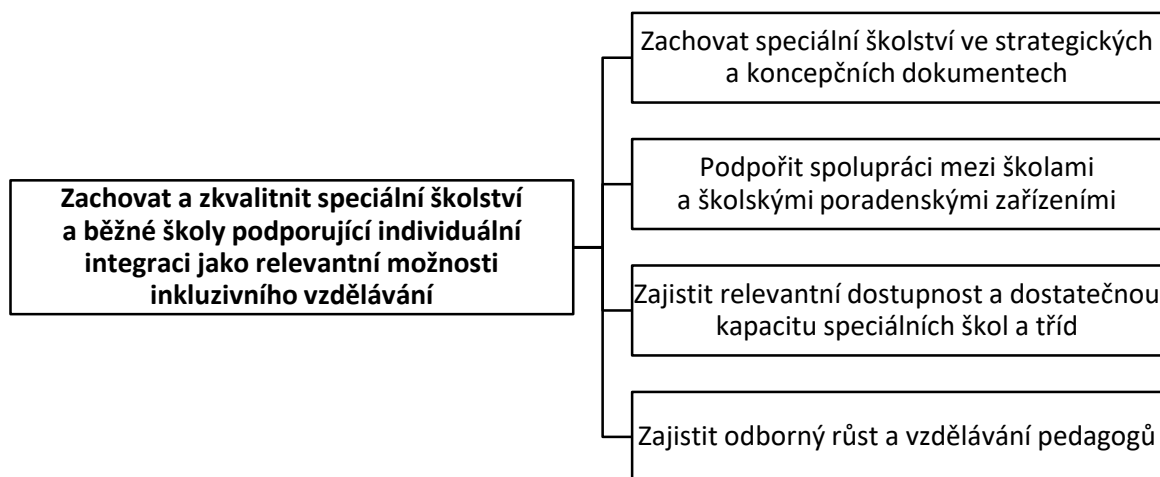 Zachovat speciální školství ve strategických
a koncepčních dokumentech
Podpořit spolupráci mezi školami
a školskými poradenskými zařízeními
Zachovat a zkvalitnit speciální školství
a běžné školy podporující individuální
integraci jako relevantní možnosti
inkluzivního vzdělávání
Zajistit relevantní dostupnost a dostatečnou
kapacitu speciálních škol a tříd
Zajistit odborný růst a vzdělávání pedagogů